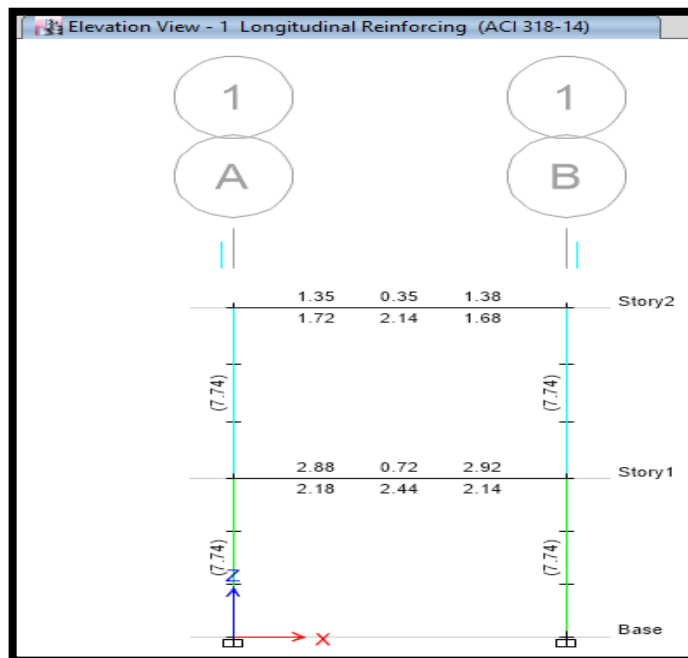 Elevation View - 1 Longitudinal Reinforcing (ACI 318-14)
1 1
A B
1.35 0.35 1.38
Story2
1.72 2.14 1.68
(7.74) (7.74)
2.88 0.72 2.92
Story1
2.18 2.44 2.14
(7.74) (7.74)
Z
Base
X